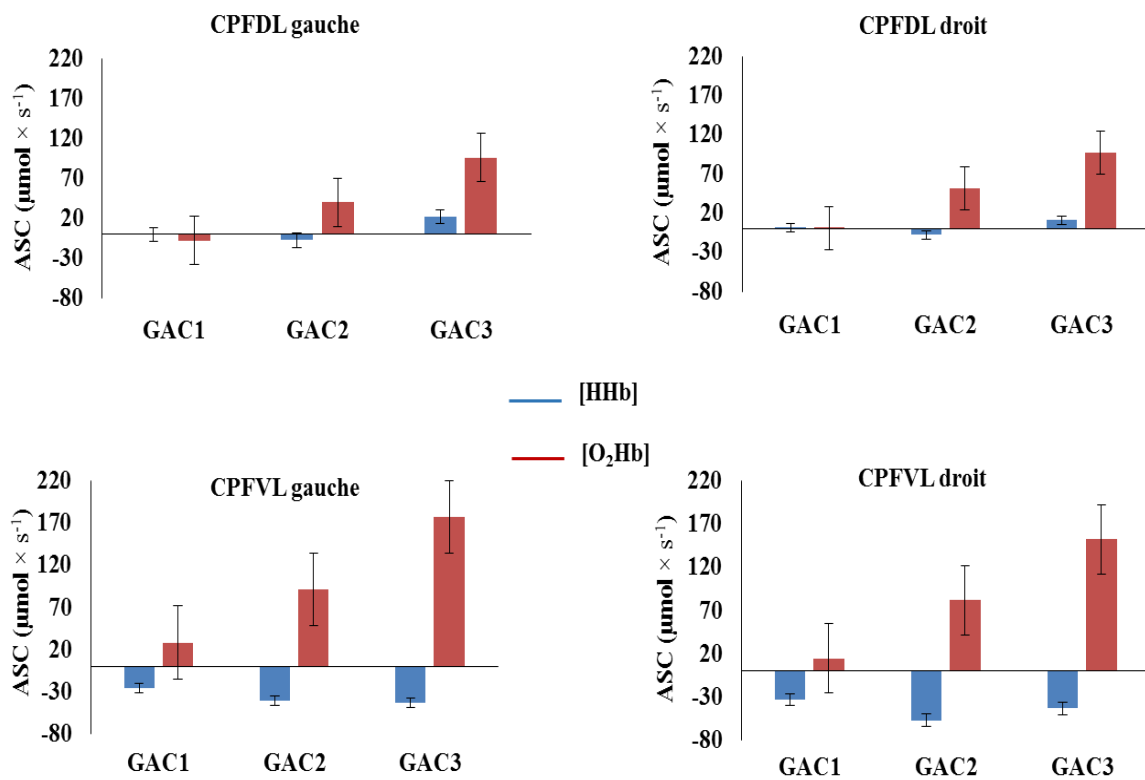 CPFDL gauche
ASC (µmol × s⁻¹)
220
170
120
70
20
-30
-80
GAC1 GAC2 GAC3
CPFDL droit
ASC (µmol × s⁻¹)
220
170
120
70
20
-30
-80
GAC1 GAC2 GAC3
[HHb]
[O₂Hb]
CPFVL gauche
ASC (µmol × s⁻¹)
220
170
120
70
20
-30
-80
GAC1 GAC2 GAC3
CPFVL droit
ASC (µmol × s⁻¹)
220
170
120
70
20
-30
-80
GAC1 GAC2 GAC3